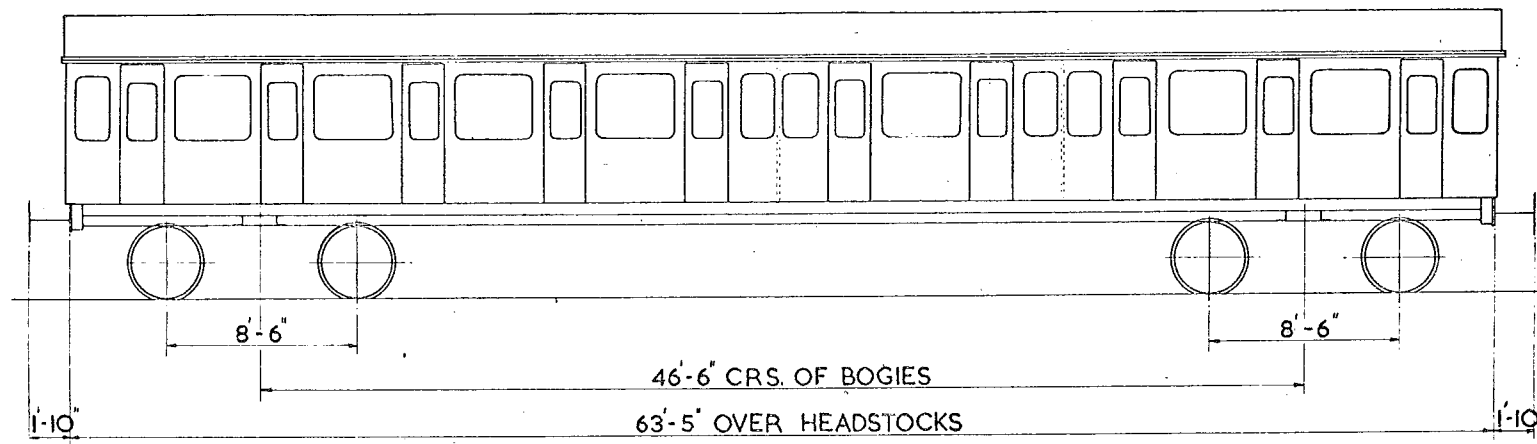 8'-6" 8'-6"
46'-6" CRS. OF BOGIES
1'-10" 63'-5" OVER HEADSTOCKS 1'-10"